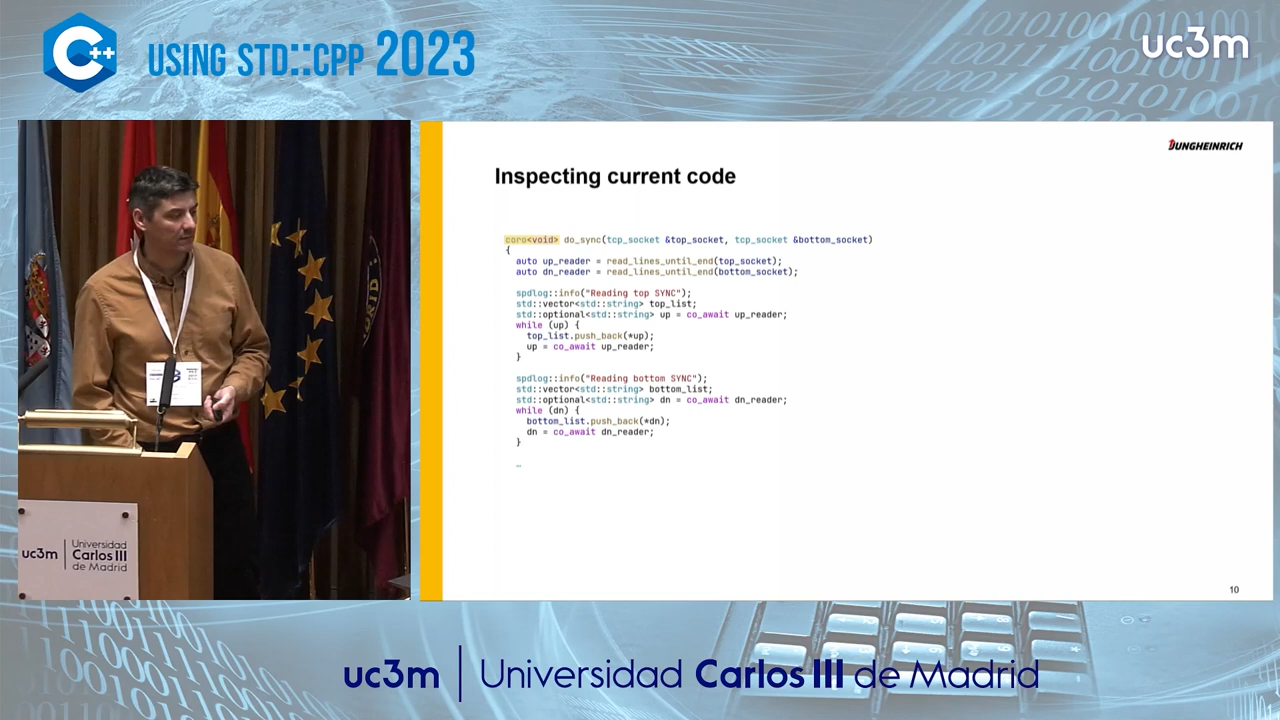 C++
USING STD::CPP 2023
uc3m
JUNGHEINRICH
Inspecting current code
coro<void> do_sync(tcp_socket &top_socket, tcp_socket &bottom_socket)
{
auto up_reader = read_lines_until_end(top_socket);
auto dn_reader = read_lines_until_end(bottom_socket);
spdlog::info("Reading top SYNC");
std::vector<std::string> top_list;
std::optional<std::string> up = co_await up_reader;
while (up) {
top_list.push_back(*up);
up = co_await up_reader;
}
spdlog::info("Reading bottom SYNC");
std::vector<std::string> bottom_list;
std::optional<std::string> dn = co_await dn_reader;
while (dn) {
bottom_list.push_back(*dn);
dn = co_await dn_reader;
}
…
10
uc3m
Universidad
Carlos III
de Madrid
uc3m | Universidad Carlos III de Madrid